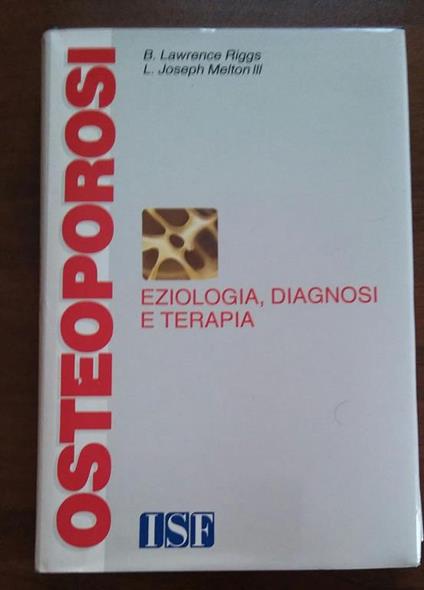 B. Lawrence Riggs
L. Joseph Melton III
OSTEOPOROSI
EZIOLOGIA, DIAGNOSI
E TERAPIA
ISF